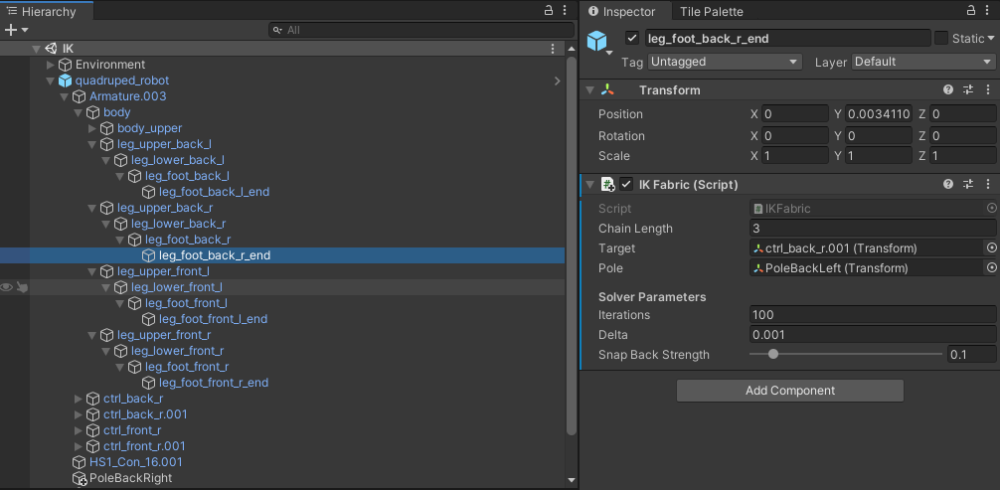 Hierarchy
All
IK
Environment
quadruped_robot
Armature.003
body
body_upper
leg_upper_back_l
leg_lower_back_l
leg_foot_back_l
leg_foot_back_l_end
leg_upper_back_r
leg_lower_back_r
leg_foot_back_r
leg_foot_back_r_end
leg_upper_front_l
leg_lower_front_l
leg_foot_front_l
leg_foot_front_l_end
leg_upper_front_r
leg_lower_front_r
leg_foot_front_r
leg_foot_front_r_end
ctrl_back_r
ctrl_back_r.001
ctrl_front_r
ctrl_front_r.001
HS1_Con_16.001
PoleBackRight
Inspector Tile Palette
leg_foot_back_r_end Static
Tag Untagged Layer Default
Transform
Position X 0 Y 0.0034110 Z 0
Rotation X 0 Y 0 Z 0
Scale X 1 Y 1 Z 1
# IK Fabric (Script)
Script # IKFabric
Chain Length 3
Target ctrl_back_r.001 (Transform)
Pole PoleBackLeft (Transform)
Solver Parameters
Iterations 100
Delta 0.001
Snap Back Strength 0.1
Add Component